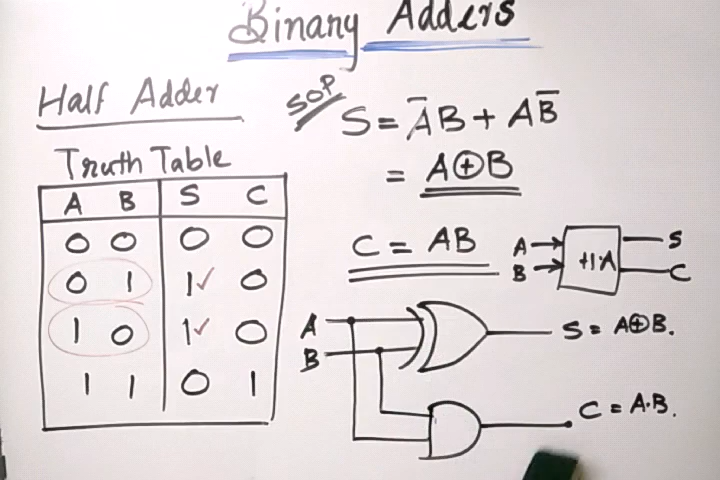 Binary Adders
Half Adder
SOP
S = A̅B + AB̅
= A⊕B
Truth Table
A B S C
0 0 0 0
0 1 1✓ 0
1 0 1✓ 0
1 1 0 1
C = AB
A
B
HA
S
C
A
B
S = A⊕B.
C = A·B.